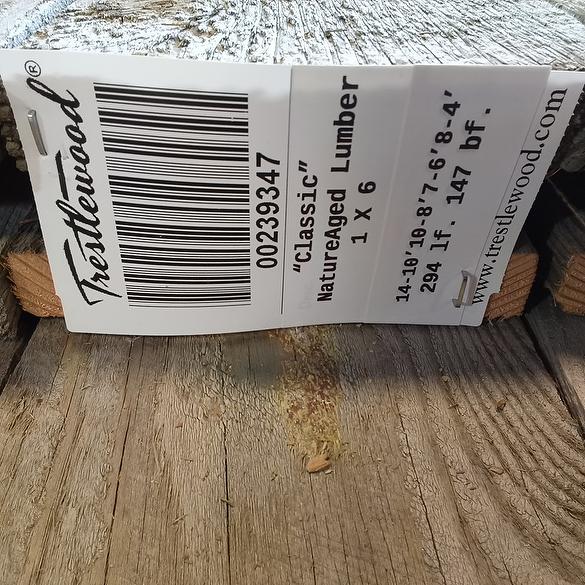 Trestlewood®
00239347
"Classic"
NatureAged Lumber
1 X 6
14-10'10-8'7-6'8-4'
294 lf. 147 bf.
www.trestlewood.com